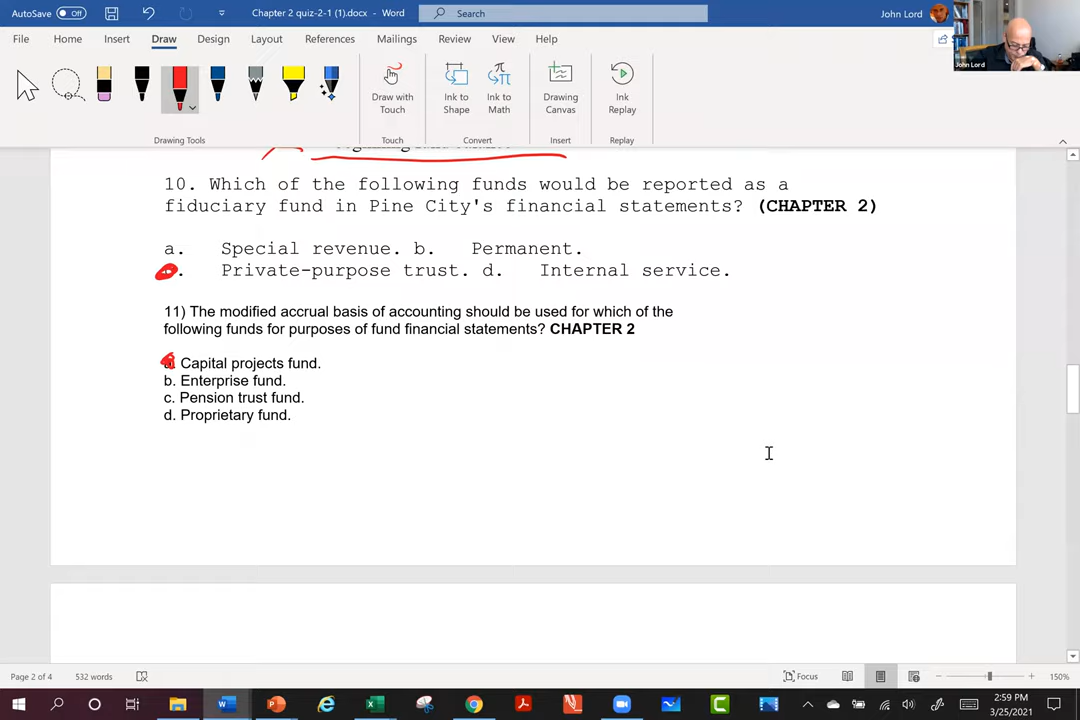 AutoSave Off Chapter 2 quiz-2-1 (1).docx - Word Search John Lord
File Home Insert Draw Design Layout References Mailings Review View Help
John Lord
Draw with Touch
Ink to Shape
Ink to Math
Drawing Canvas
Ink Replay
Drawing Tools Touch Convert Insert Replay
10. Which of the following funds would be reported as a
fiduciary fund in Pine City's financial statements? (CHAPTER 2)
a. Special revenue. b. Permanent.
. Private-purpose trust. d. Internal service.
11) The modified accrual basis of accounting should be used for which of the
following funds for purposes of fund financial statements? CHAPTER 2
a. Capital projects fund.
b. Enterprise fund.
c. Pension trust fund.
d. Proprietary fund.
Page 2 of 4 532 words Focus 150%
2:59 PM
3/25/2021